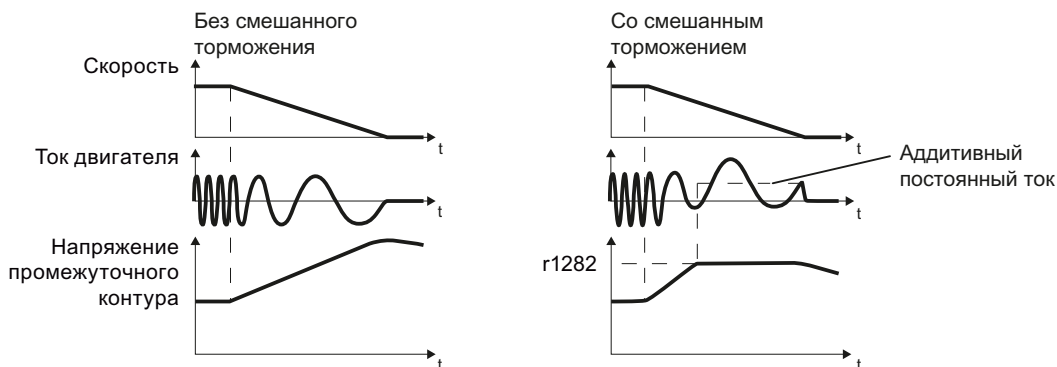 Без смешанного
торможения
Со смешанным
торможением
Скорость
t
t
Ток двигателя
t
t
Аддитивный
постоянный ток
Напряжение
промежуточного
контура
t
r1282
t